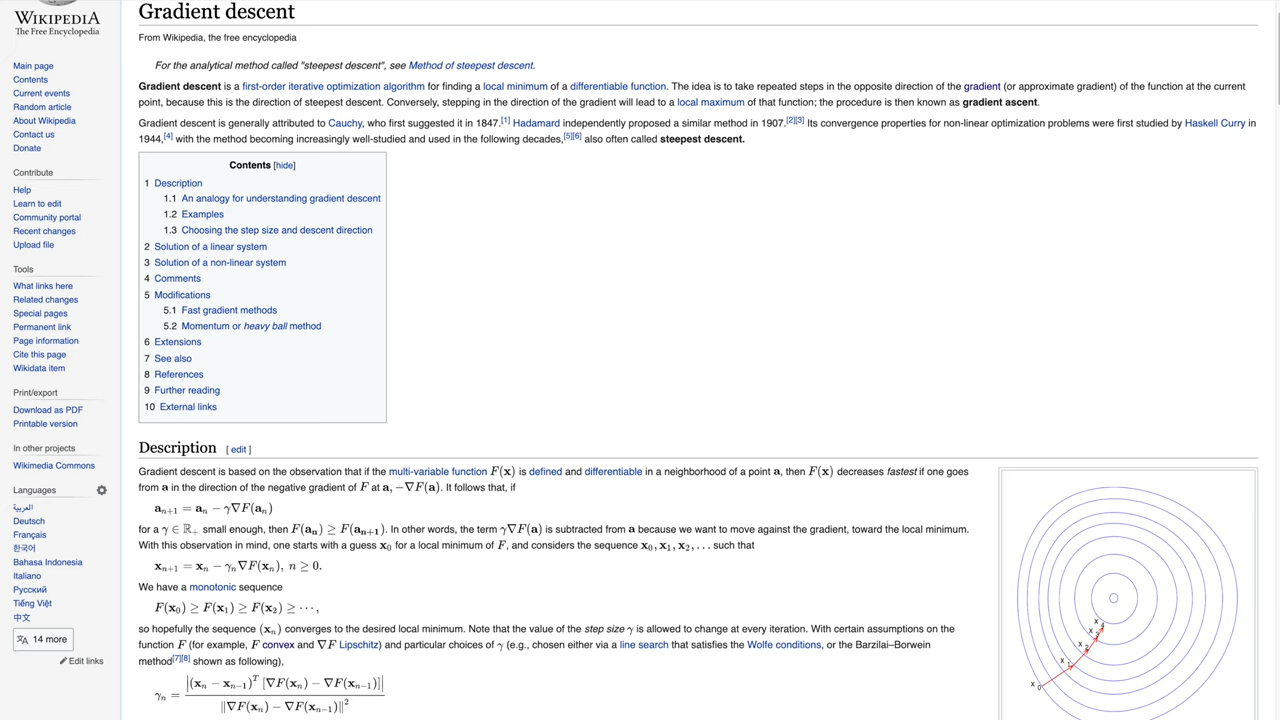 WIKIPEDIA
The Free Encyclopedia
Main page
Contents
Current events
Random article
About Wikipedia
Contact us
Donate
Contribute
Help
Learn to edit
Community portal
Recent changes
Upload file
Tools
What links here
Related changes
Special pages
Permanent link
Page information
Cite this page
Wikidata item
Print/export
Download as PDF
Printable version
In other projects
Wikimedia Commons
Languages
العربية
Deutsch
Français
한국어
Bahasa Indonesia
Italiano
Русский
Tiếng Việt
中文
14 more
Edit links
Gradient descent
From Wikipedia, the free encyclopedia
For the analytical method called "steepest descent", see Method of steepest descent.
Gradient descent is a first-order iterative optimization algorithm for finding a local minimum of a differentiable function. The idea is to take repeated steps in the opposite direction of the gradient (or approximate gradient) of the function at the current
point, because this is the direction of steepest descent. Conversely, stepping in the direction of the gradient will lead to a local maximum of that function; the procedure is then known as gradient ascent.
Gradient descent is generally attributed to Cauchy, who first suggested it in 1847.[1] Hadamard independently proposed a similar method in 1907.[2][3] Its convergence properties for non-linear optimization problems were first studied by Haskell Curry in
1944,[4] with the method becoming increasingly well-studied and used in the following decades,[5][6] also often called steepest descent.
Contents [hide]
1 Description
1.1 An analogy for understanding gradient descent
1.2 Examples
1.3 Choosing the step size and descent direction
2 Solution of a linear system
3 Solution of a non-linear system
4 Comments
5 Modifications
5.1 Fast gradient methods
5.2 Momentum or heavy ball method
6 Extensions
7 See also
8 References
9 Further reading
10 External links
Description [ edit ]
Gradient descent is based on the observation that if the multi-variable function F(x) is defined and differentiable in a neighborhood of a point a, then F(x) decreases fastest if one goes
from a in the direction of the negative gradient of F at a, −∇F(a). It follows that, if
aₙ₊₁ = aₙ − γ∇F(aₙ)
for a γ ∈ ℝ₊ small enough, then F(aₙ) ≥ F(aₙ₊₁). In other words, the term γ∇F(a) is subtracted from a because we want to move against the gradient, toward the local minimum.
With this observation in mind, one starts with a guess x₀ for a local minimum of F, and considers the sequence x₀, x₁, x₂, … such that
xₙ₊₁ = xₙ − γₙ∇F(xₙ), n ≥ 0.
We have a monotonic sequence
F(x₀) ≥ F(x₁) ≥ F(x₂) ≥ ⋯,
so hopefully the sequence (xₙ) converges to the desired local minimum. Note that the value of the step size γ is allowed to change at every iteration. With certain assumptions on the
function F (for example, F convex and ∇F Lipschitz) and particular choices of γ (e.g., chosen either via a line search that satisfies the Wolfe conditions, or the Barzilai–Borwein
method[7][8] shown as following),
γₙ = |(xₙ − xₙ₋₁)ᵀ [∇F(xₙ) − ∇F(xₙ₋₁)]| / ‖∇F(xₙ) − ∇F(xₙ₋₁)‖²
x 4
x 3
x 2
x 1
x 0